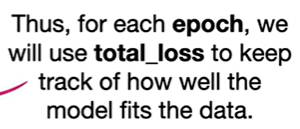 Thus, for each epoch, we
will use total_loss to keep
track of how well the
model fits the data.